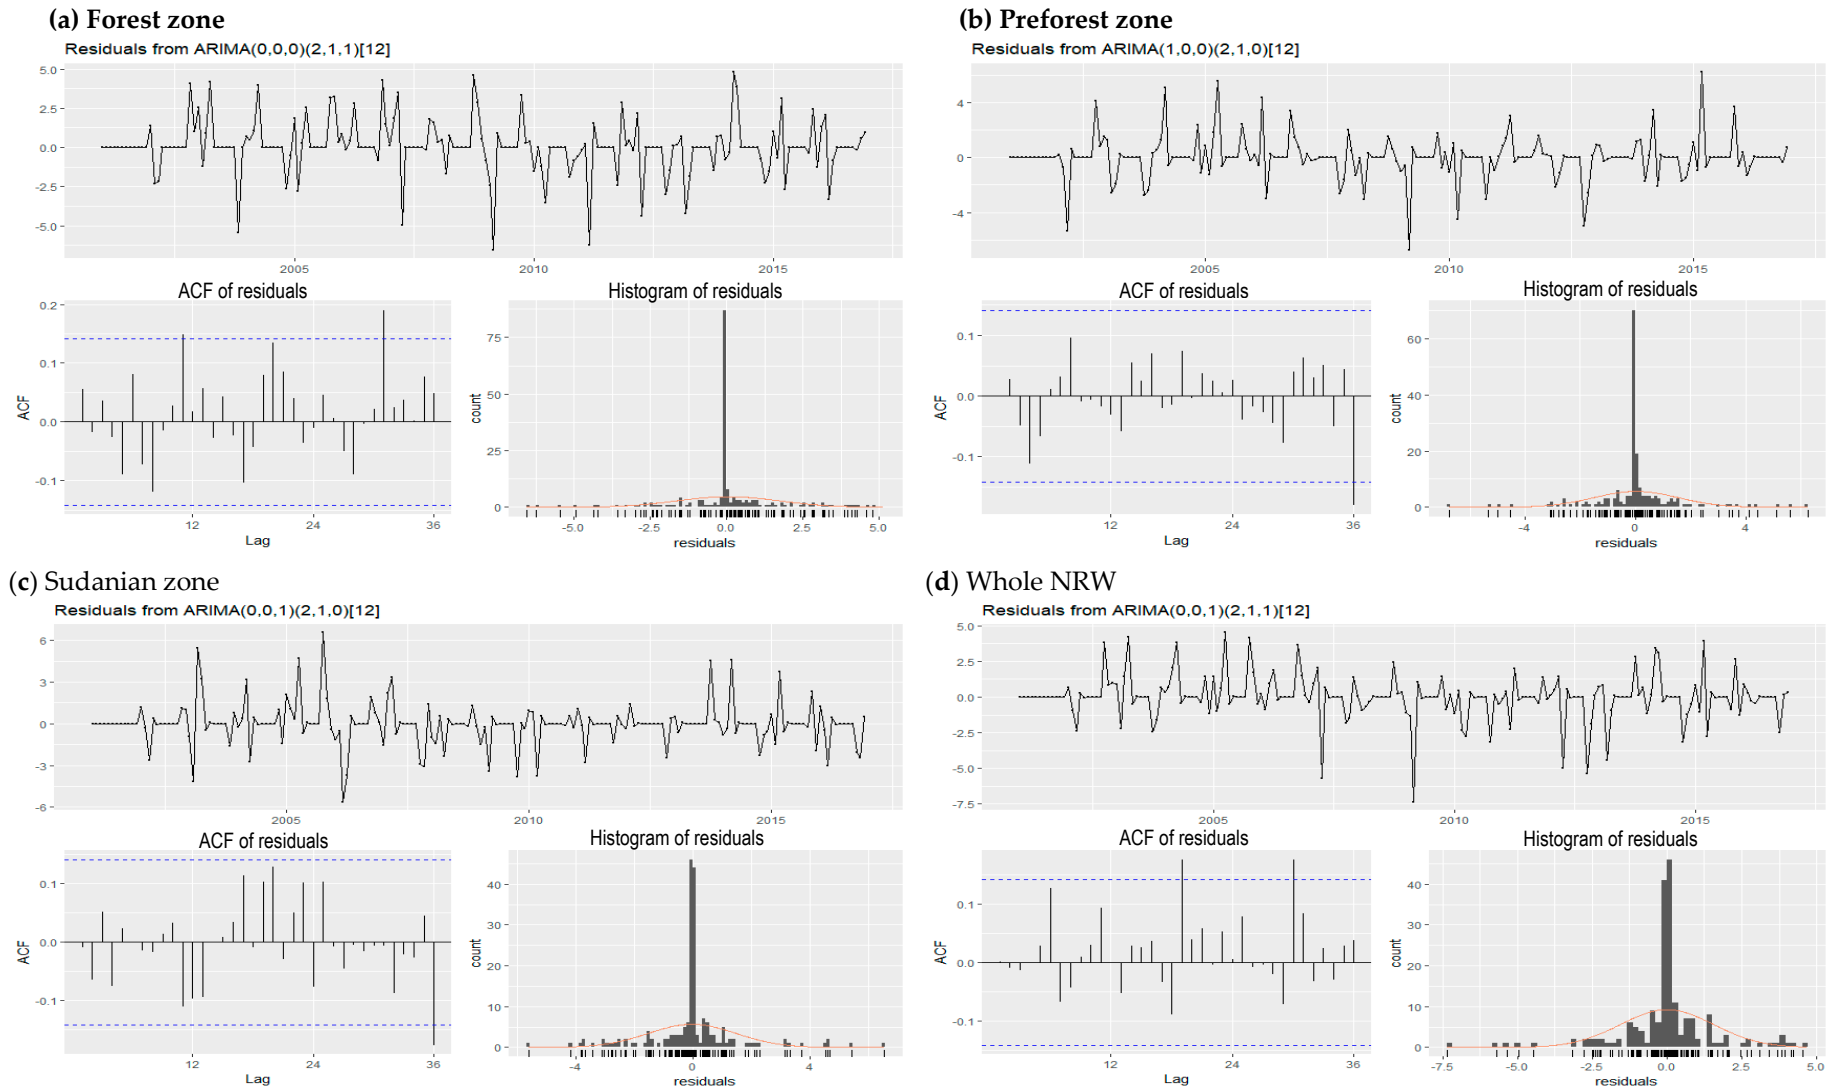 (a) Forest zone
Residuals from ARIMA(0,0,0)(2,1,1)[12]
5.0
2.5
0.0
-2.5
-5.0
2005 2010 2015
ACF of residuals
0.2
0.1
0.0
-0.1
ACF
12 24 36
Lag
Histogram of residuals
75
50
25
0
count
-5.0 -2.5 0.0 2.5 5.0
residuals
(b) Preforest zone
Residuals from ARIMA(1,0,0)(2,1,0)[12]
4
0
-4
2005 2010 2015
ACF of residuals
0.1
0.0
-0.1
ACF
12 24 36
Lag
Histogram of residuals
60
40
20
0
count
-4 0 4
residuals
(c) Sudanian zone
Residuals from ARIMA(0,0,1)(2,1,0)[12]
6
3
0
-3
-6
2005 2010 2015
ACF of residuals
0.1
0.0
-0.1
ACF
12 24 36
Lag
Histogram of residuals
40
30
20
10
0
count
-4 0 4
residuals
(d) Whole NRW
Residuals from ARIMA(0,0,1)(2,1,1)[12]
5.0
2.5
0.0
-2.5
-5.0
-7.5
2005 2010 2015
ACF of residuals
0.1
0.0
-0.1
ACF
12 24 36
Lag
Histogram of residuals
40
30
20
10
0
count
-7.5 -5.0 -2.5 0.0 2.5 5.0
residuals